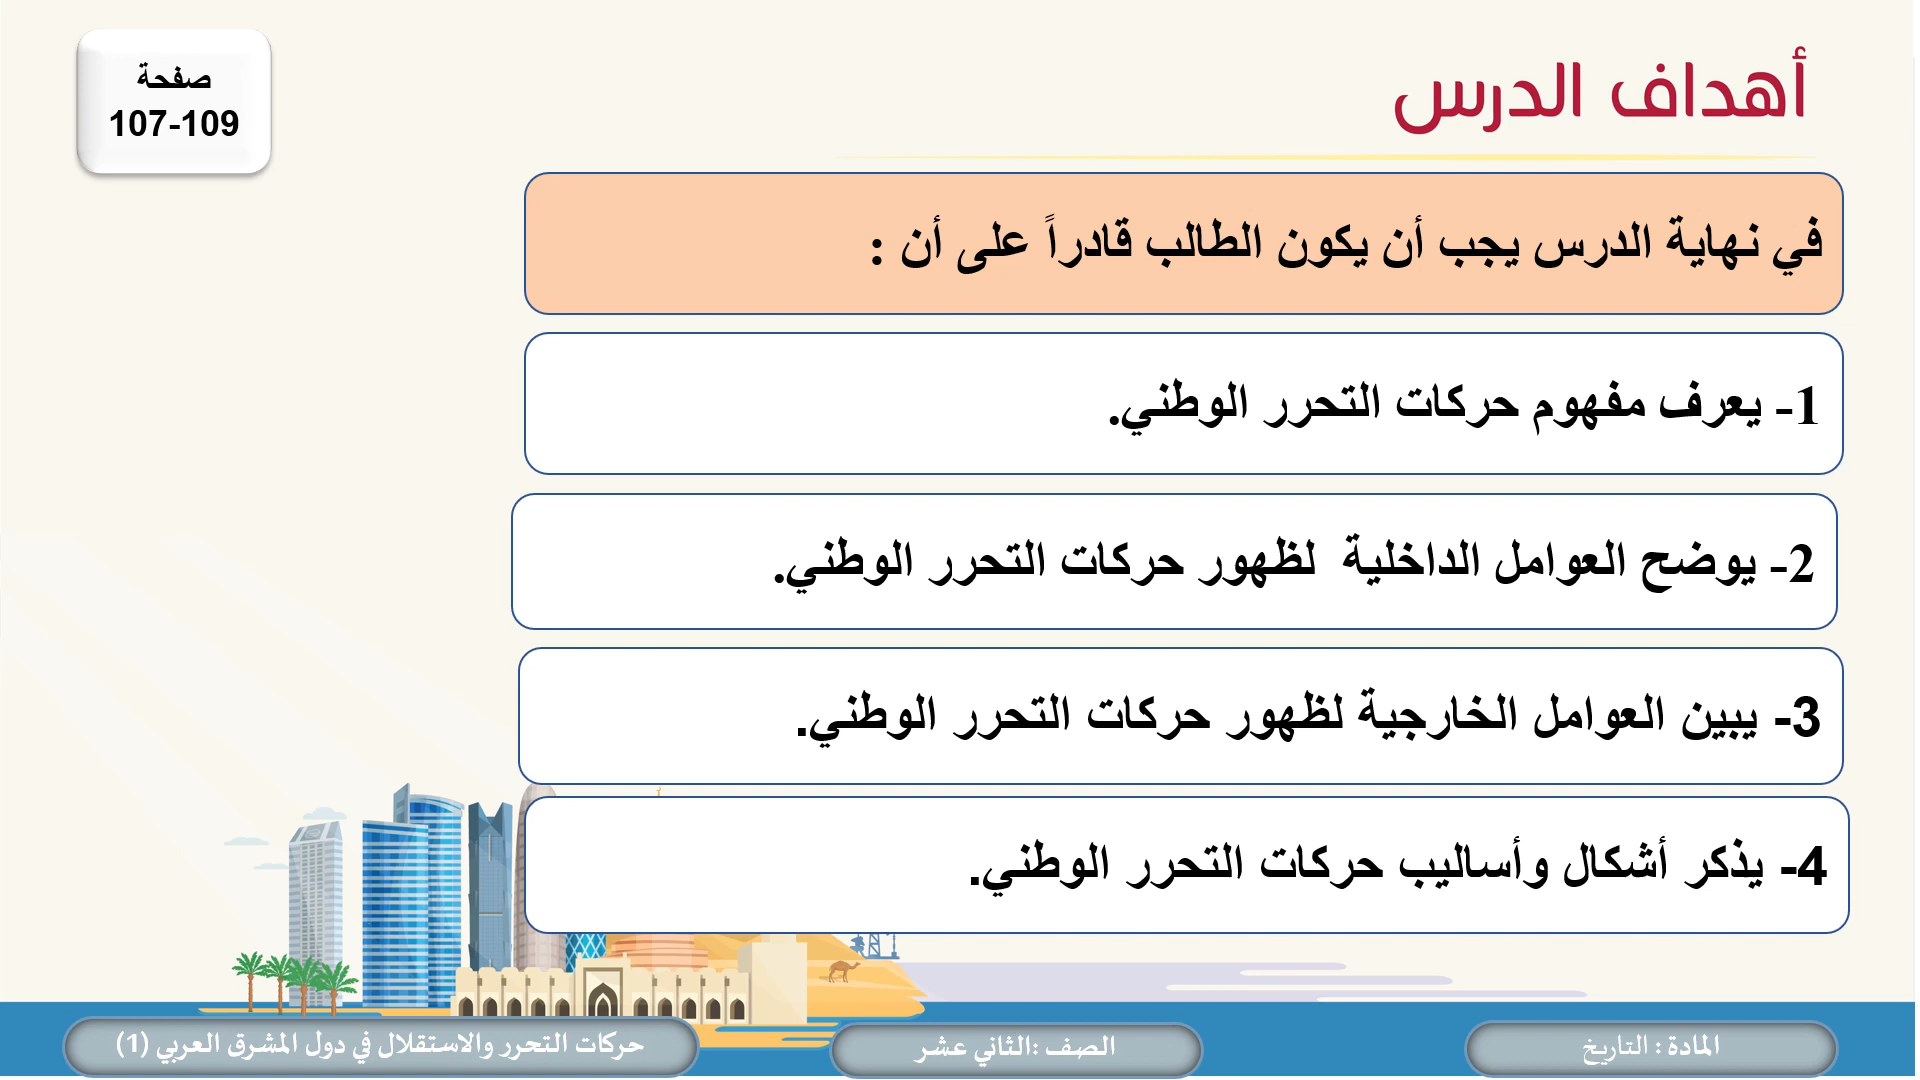 أهداف الدرس
صفحة
107-109
في نهاية الدرس يجب أن يكون الطالب قادراً على أن :
1- يعرف مفهوم حركات التحرر الوطني.
2- يوضح العوامل الداخلية لظهور حركات التحرر الوطني.
3- يبين العوامل الخارجية لظهور حركات التحرر الوطني.
4- يذكر أشكال وأساليب حركات التحرر الوطني.
المادة : التاريخ
الصف :الثاني عشر
حركات التحرر والاستقلال في دول المشرق العربي (1)